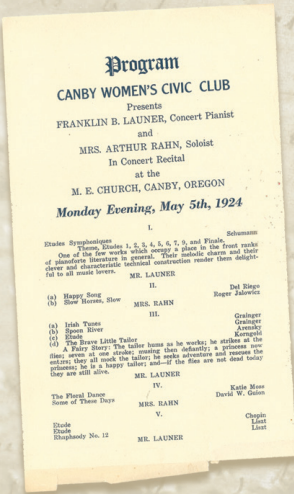 Program
CANBY WOMEN'S CIVIC CLUB
Presents
FRANKLIN B. LAUNER, Concert Pianist
and
MRS. ARTHUR RAHN, Soloist
In Concert Recital
at the
M. E. CHURCH, CANBY, OREGON
Monday Evening, May 5th, 1924
I.
Etudes Symphoniques Schumann
Theme, Etudes 1, 2, 3, 4, 5, 6, 7, 9, and Finale.
One of the few works which occupy a place in the front ranks
of pianoforte literature in general. Their melodic charm and their
clever and characteristic technical construction render them delight-
ful to all music lovers.
MR. LAUNER
II.
(a) Happy Song Del Riego
(b) Slow Horses, Slow Roger Jalowicz
MRS. RAHN
III.
(a) Irish Tunes Grainger
(b) Spoon River Grainger
(c) Etude Arensky
(d) The Brave Little Tailor Korngold
A Fairy Story: The tailor hums as he works; he strikes at the
flies; seven at one stroke; musing then defiantly; a princess now
enters; they all mock the tailor; he seeks adventure and rescues the
princess; he is a happy tailor; and—if the flies are not dead today
they are still alive.
MR. LAUNER
IV.
The Floral Dance Katie Moss
Some of These Days David W. Guion
MRS. RAHN
V.
Etude Chopin
Etude Liszt
Rhapsody No. 12 Liszt
MR. LAUNER